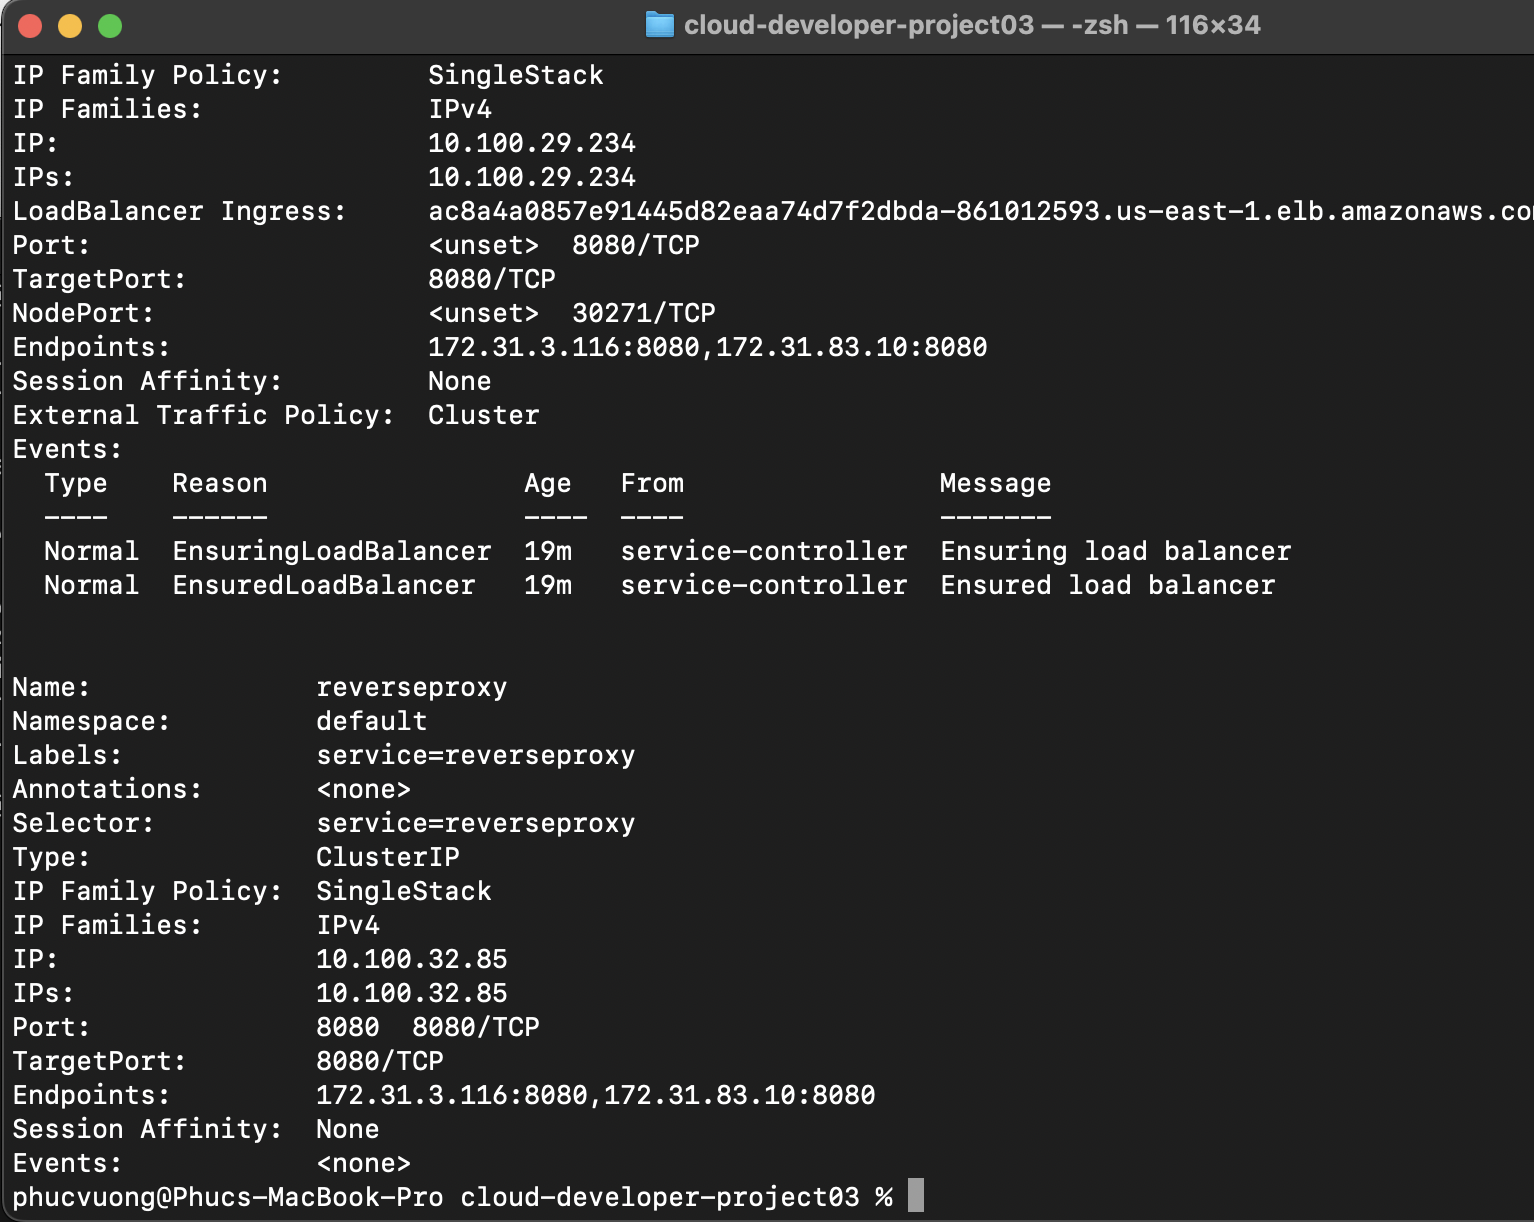 cloud-developer-project03 — -zsh — 116×34
IP Family Policy:         SingleStack
IP Families:              IPv4
IP:                       10.100.29.234
IPs:                      10.100.29.234
LoadBalancer Ingress:     ac8a4a0857e91445d82eaa74d7f2dbda-861012593.us-east-1.elb.amazonaws.co
Port:                     <unset>  8080/TCP
TargetPort:               8080/TCP
NodePort:                 <unset>  30271/TCP
Endpoints:                172.31.3.116:8080,172.31.83.10:8080
Session Affinity:         None
External Traffic Policy:  Cluster
Events:
  Type    Reason                Age   From                Message
  ----    ------                ----  ----                -------
  Normal  EnsuringLoadBalancer  19m   service-controller  Ensuring load balancer
  Normal  EnsuredLoadBalancer   19m   service-controller  Ensured load balancer
Name:              reverseproxy
Namespace:         default
Labels:            service=reverseproxy
Annotations:       <none>
Selector:          service=reverseproxy
Type:              ClusterIP
IP Family Policy:  SingleStack
IP Families:       IPv4
IP:                10.100.32.85
IPs:               10.100.32.85
Port:              8080  8080/TCP
TargetPort:        8080/TCP
Endpoints:         172.31.3.116:8080,172.31.83.10:8080
Session Affinity:  None
Events:            <none>
phucvuong@Phucs-MacBook-Pro cloud-developer-project03 %